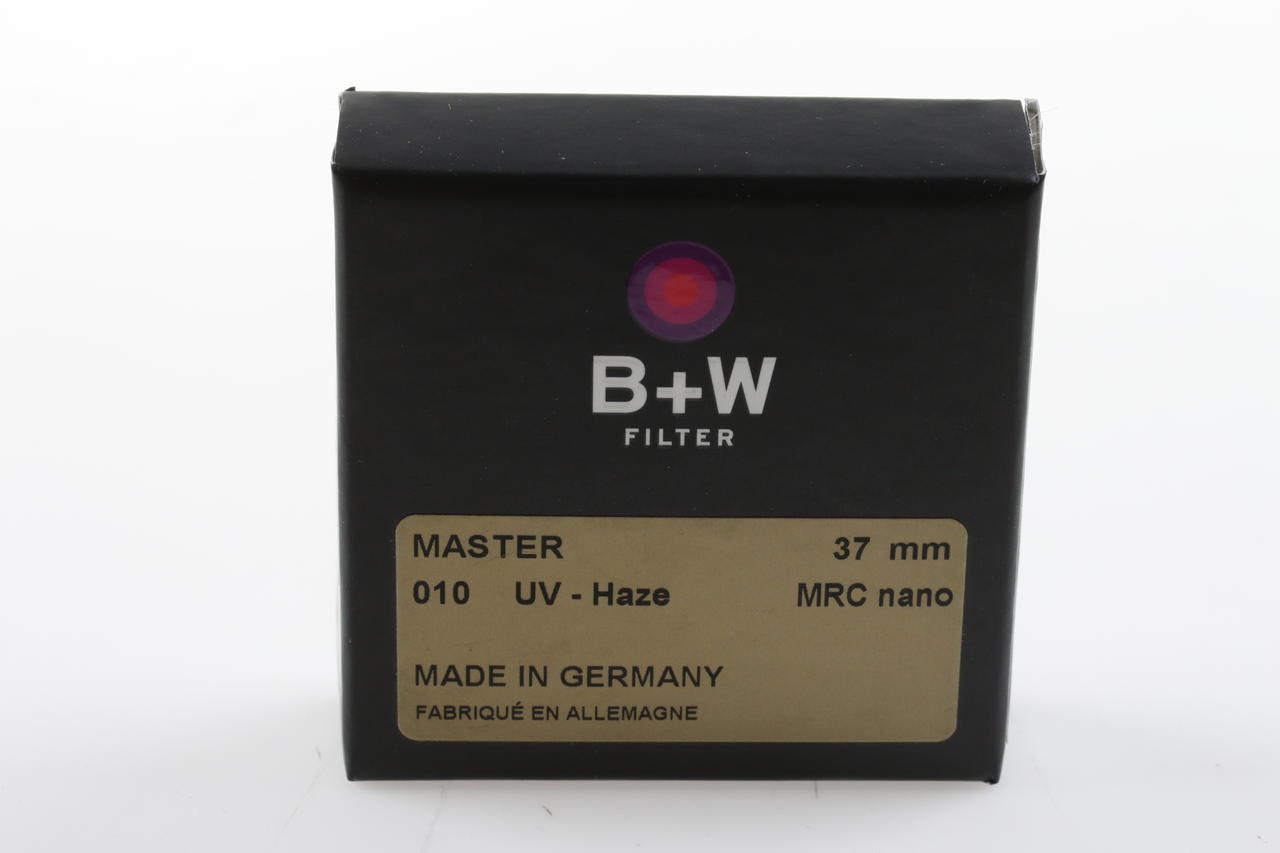 B+W
FILTER
MASTER 37 mm
010 UV - Haze MRC nano
MADE IN GERMANY
FABRIQUÉ EN ALLEMAGNE